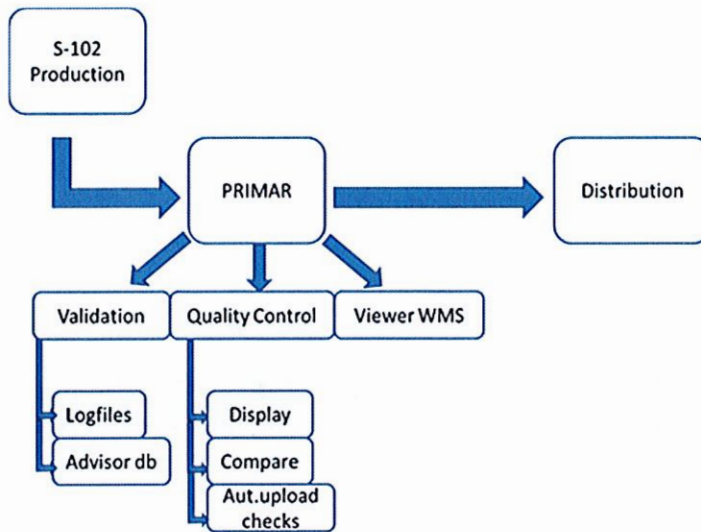 S-102
Production
PRIMAR
Distribution
Validation
Quality Control
Viewer WMS
Logfiles
Advisor db
Display
Compare
Aut.upload
checks